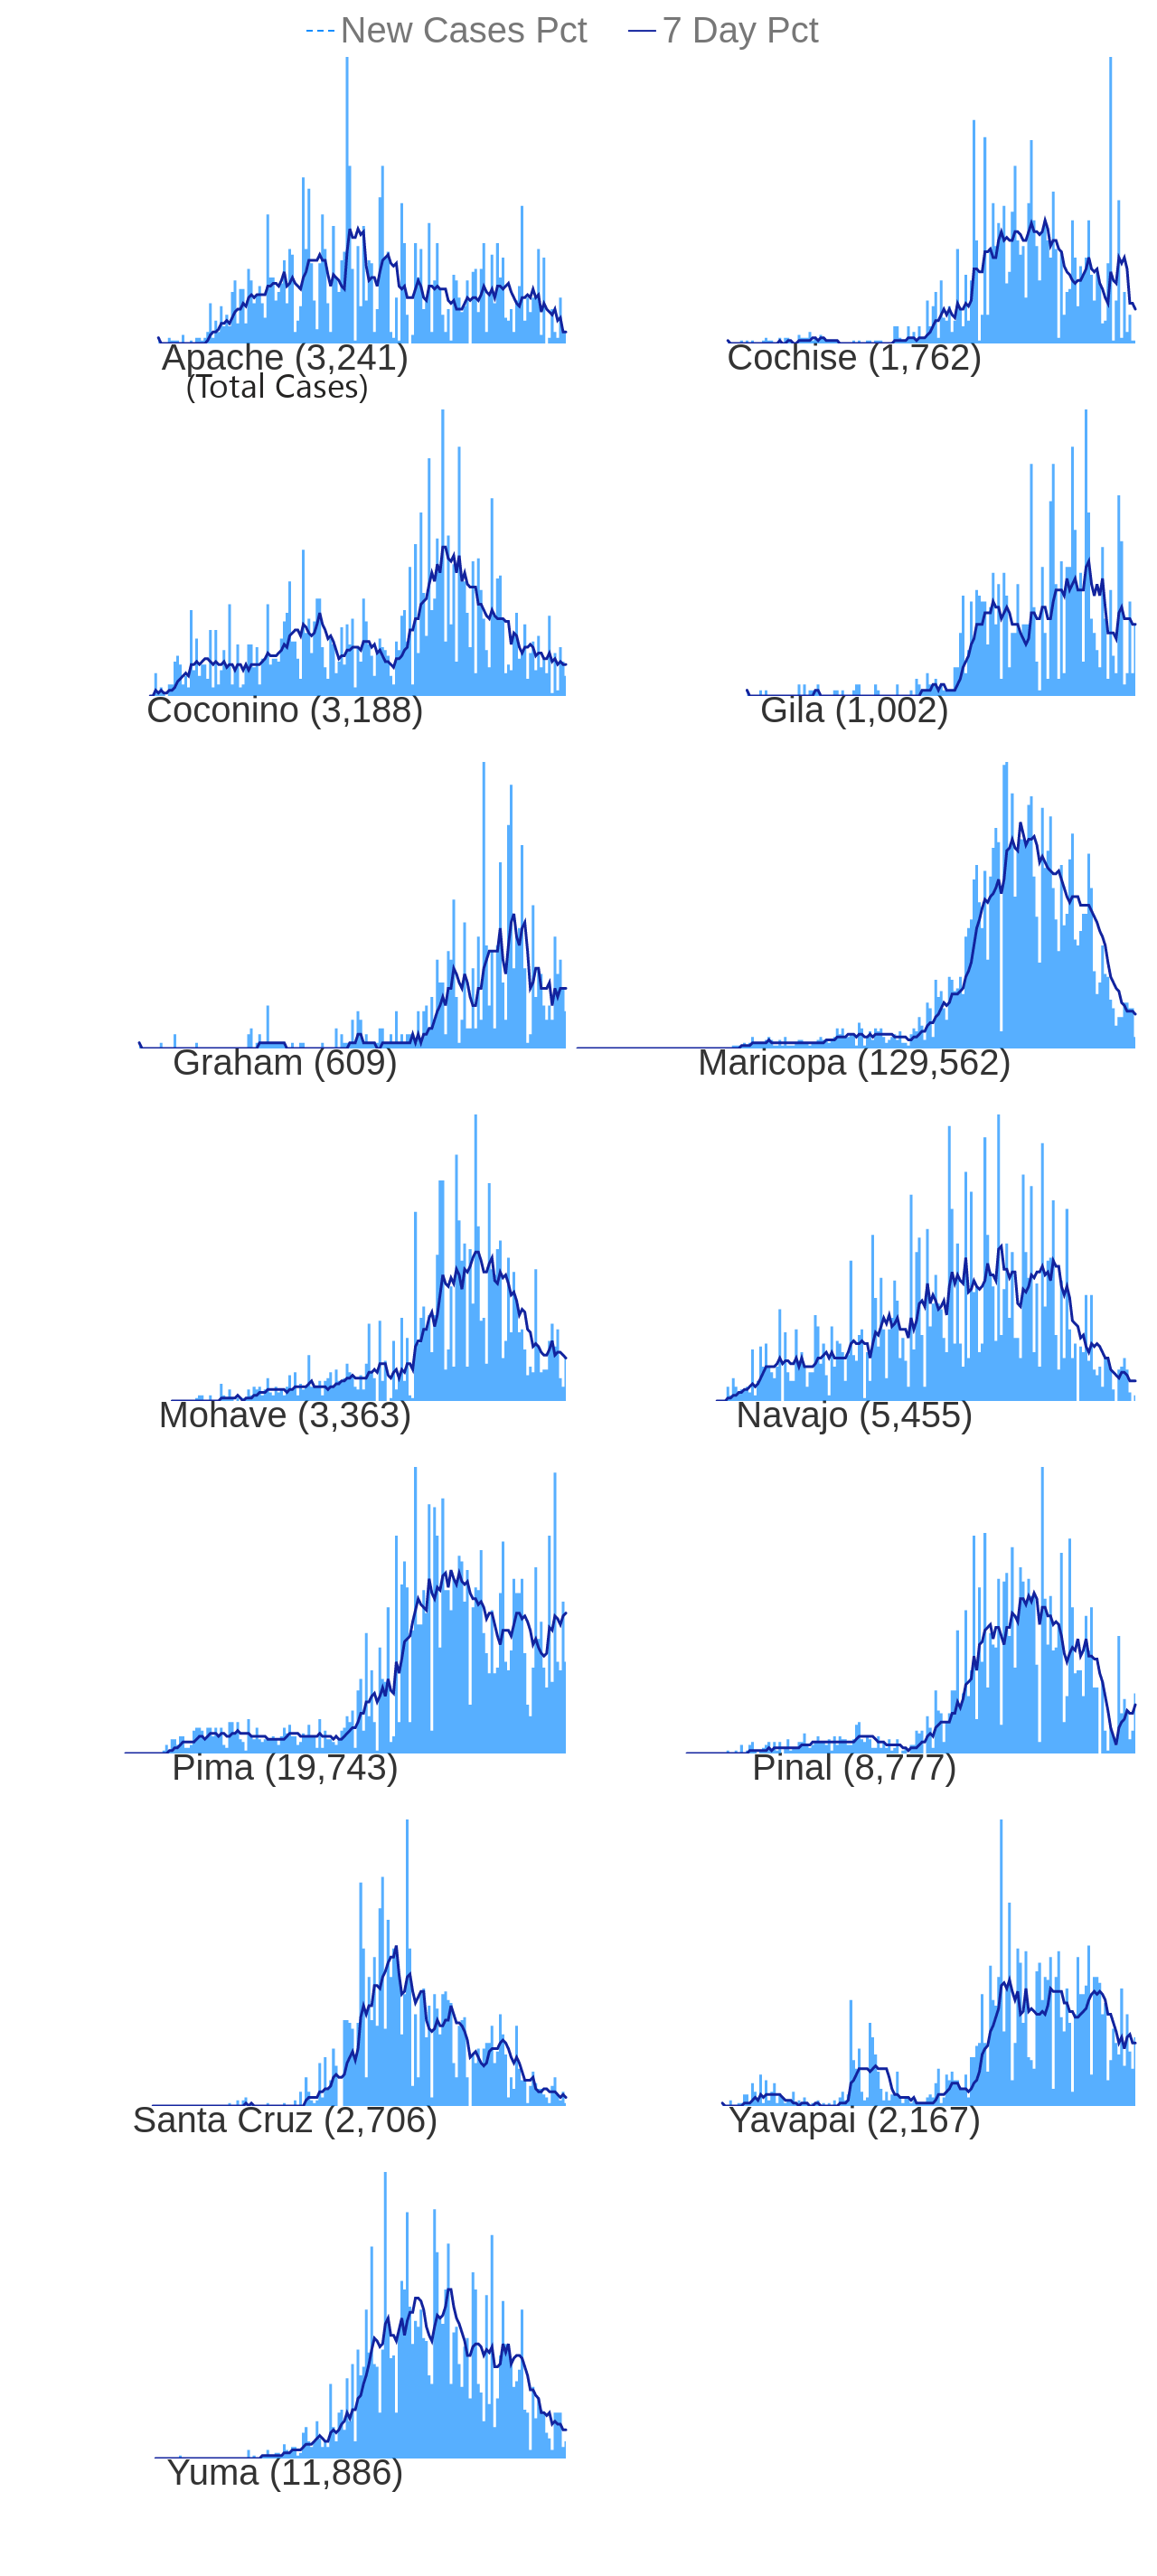 New Cases Pct 7 Day Pct
Apache (3,241) Cochise (1,762)
(Total Cases)
Coconino (3,188) Gila (1,002)
Graham (609) Maricopa (129,562)
Mohave (3,363) Navajo (5,455)
Pima (19,743) Pinal (8,777)
Santa Cruz (2,706) Yavapai (2,167)
Yuma (11,886)